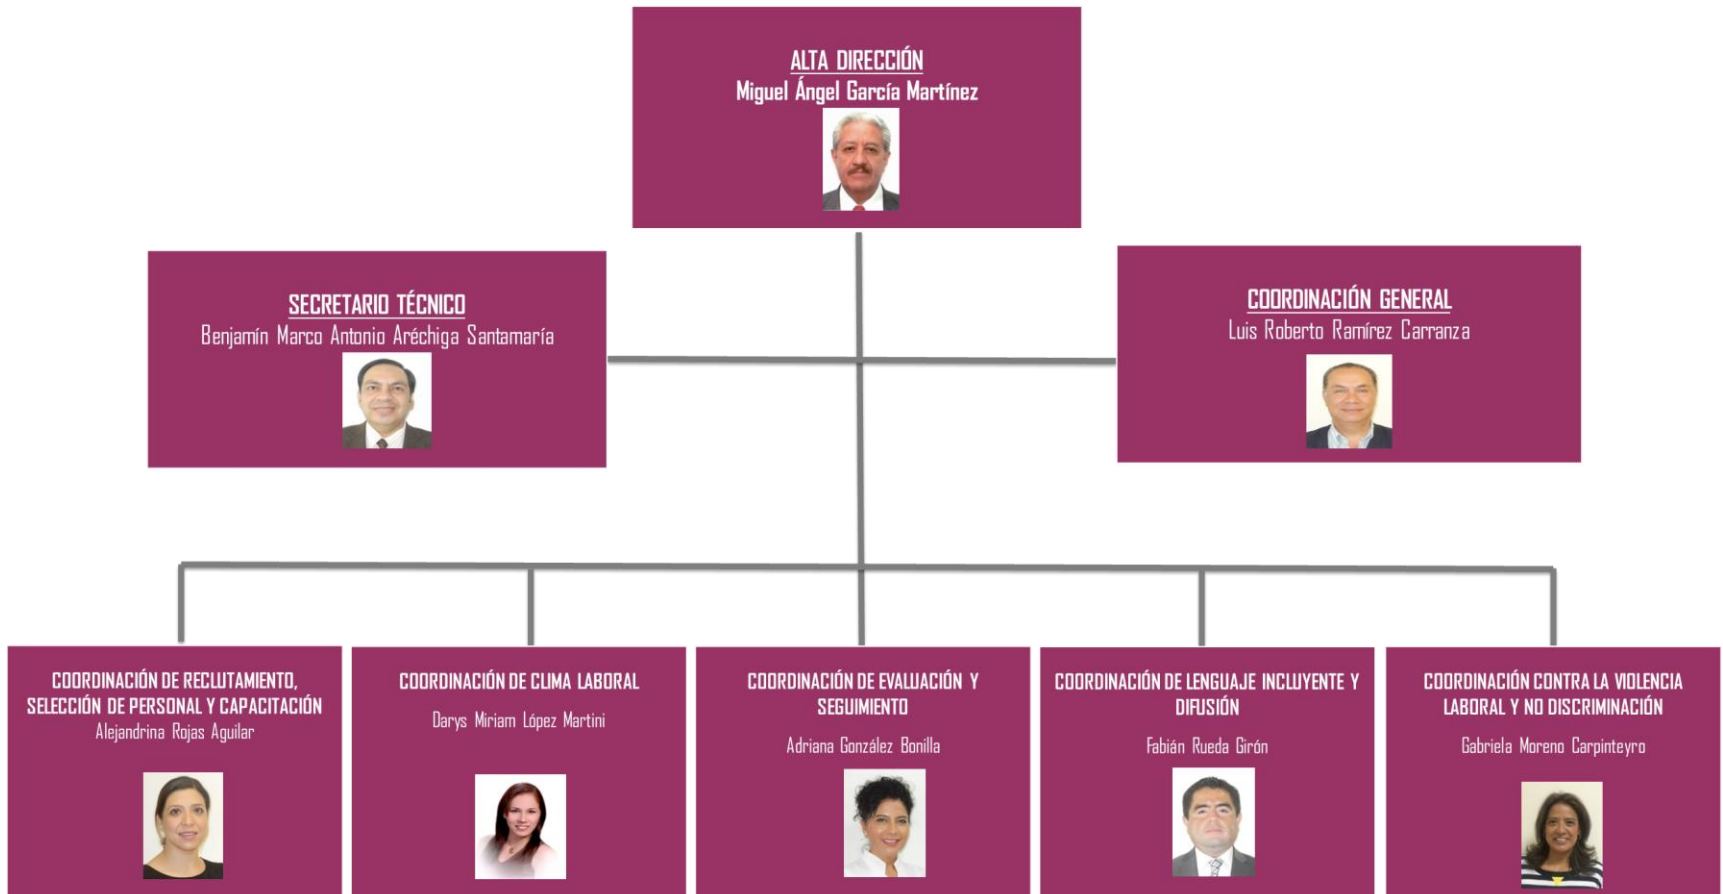 ALTA DIRECCIÓN
Miguel Ángel García Martínez
SECRETARIO TÉCNICO
Benjamín Marco Antonio Aréchiga Santamaría
COORDINACIÓN GENERAL
Luis Roberto Ramírez Carranza
COORDINACIÓN DE RECLUTAMIENTO,
SELECCIÓN DE PERSONAL Y CAPACITACIÓN
Alejandrina Rojas Aguilar
COORDINACIÓN DE CLIMA LABORAL
Darys Miriam López Martini
COORDINACIÓN DE EVALUACIÓN Y
SEGUIMIENTO
Adriana González Bonilla
COORDINACIÓN DE LENGUAJE INCLUYENTE Y
DIFUSIÓN
Fabián Rueda Girón
COORDINACIÓN CONTRA LA VIOLENCIA
LABORAL Y NO DISCRIMINACIÓN
Gabriela Moreno Carpinteyro